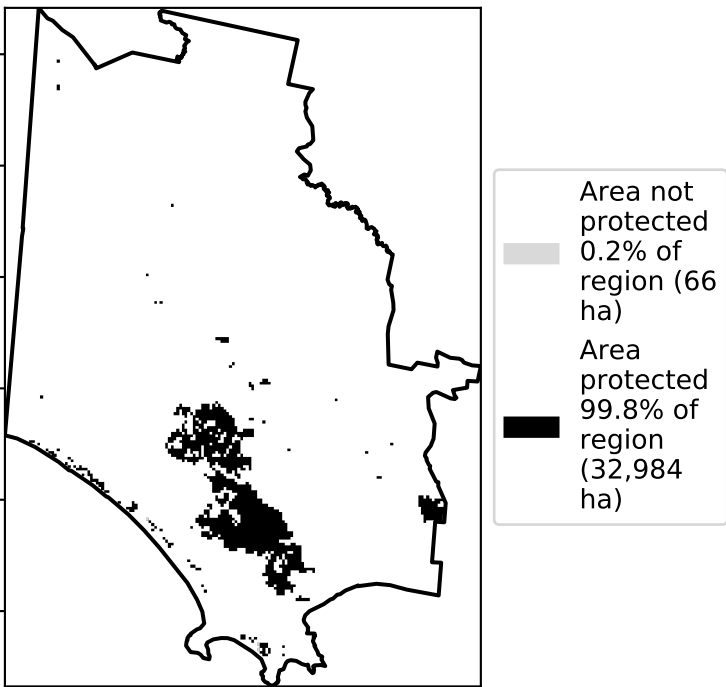 Area not
protected
0.2% of
region (66
ha)
Area
protected
99.8% of
region
(32,984
ha)